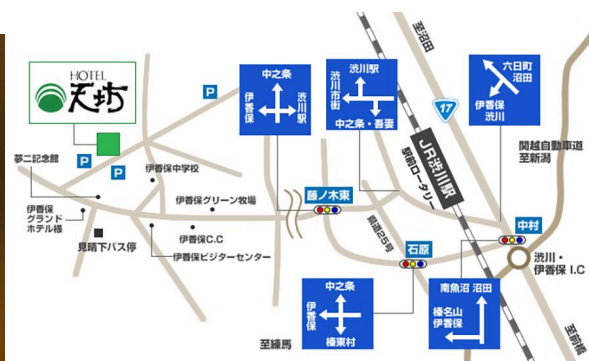 HOTEL
天坊
P
P
P
夢二記念館
伊香保
グランド
ホテル様
見晴下バス停
伊香保中学校
伊香保グリーン牧場
伊香保C.C
伊香保ビジターセンター
中之条
伊香保
渋川駅
藤ノ木東
渋川駅
渋川市街
中之条・吾妻
駅前ロータリー
JR渋川駅
県道25号
石原
中之条
伊香保
榛東村
至練馬
至沼田
17
六日町
沼田
伊香保
渋川
関越自動車道
至新潟
中村
渋川・
伊香保 I.C
南魚沼 沼田
榛名山
伊香保
至前橋